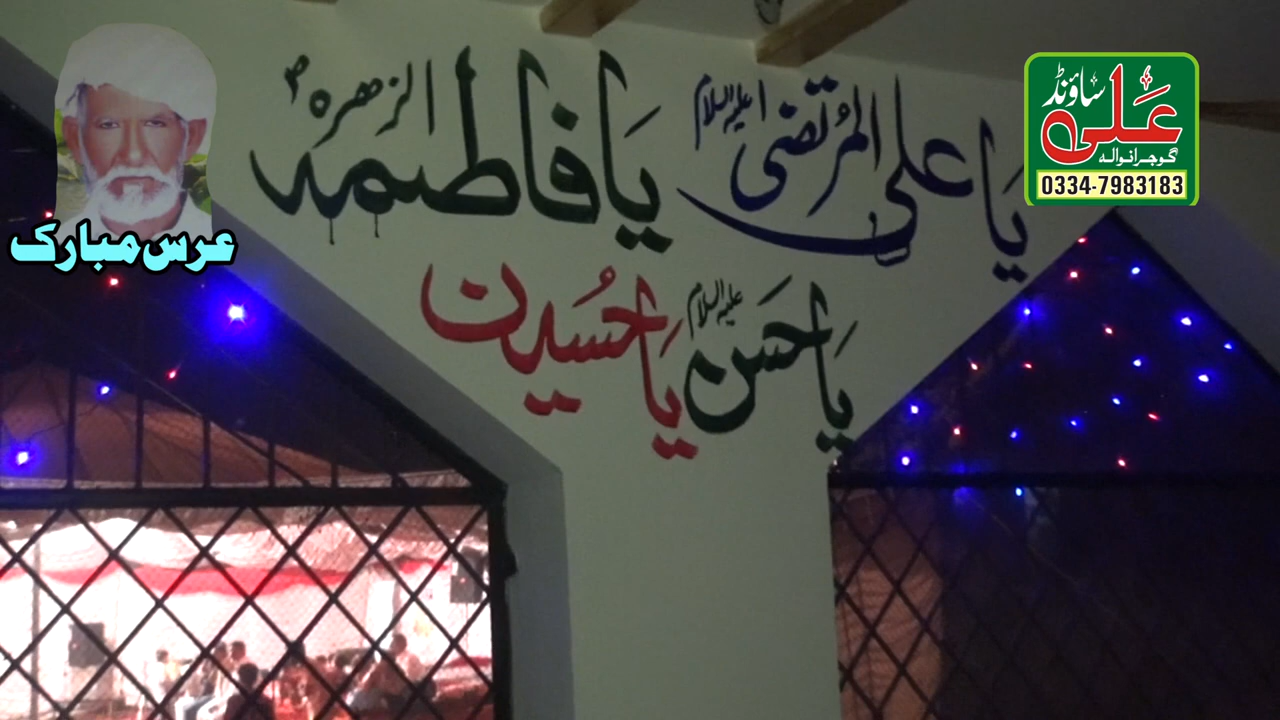 یا علی المرتضیٰ علیہ السلام
یا فاطمہ الزھرہ ؑ
یا حسن علیہ السلام
یا حسین
عرس مبارک
علی ساؤنڈ
گوجرانوالہ
0334-7983183